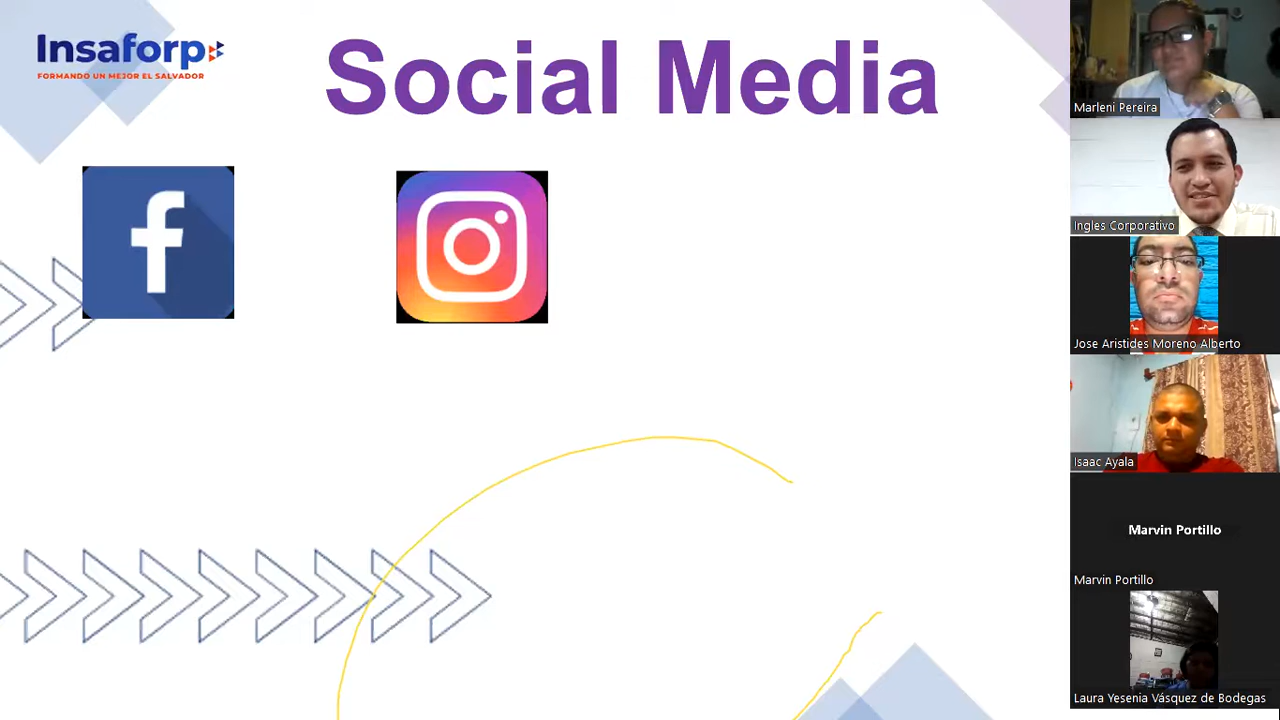 Insaforp
FORMANDO UN MEJOR EL SALVADOR
Social Media
f
Marleni Pereira
Ingles Corporativo
Jose Aristides Moreno Alberto
Isaac Ayala
Marvin Portillo
Marvin Portillo
Laura Yesenia Vásquez de Bodegas